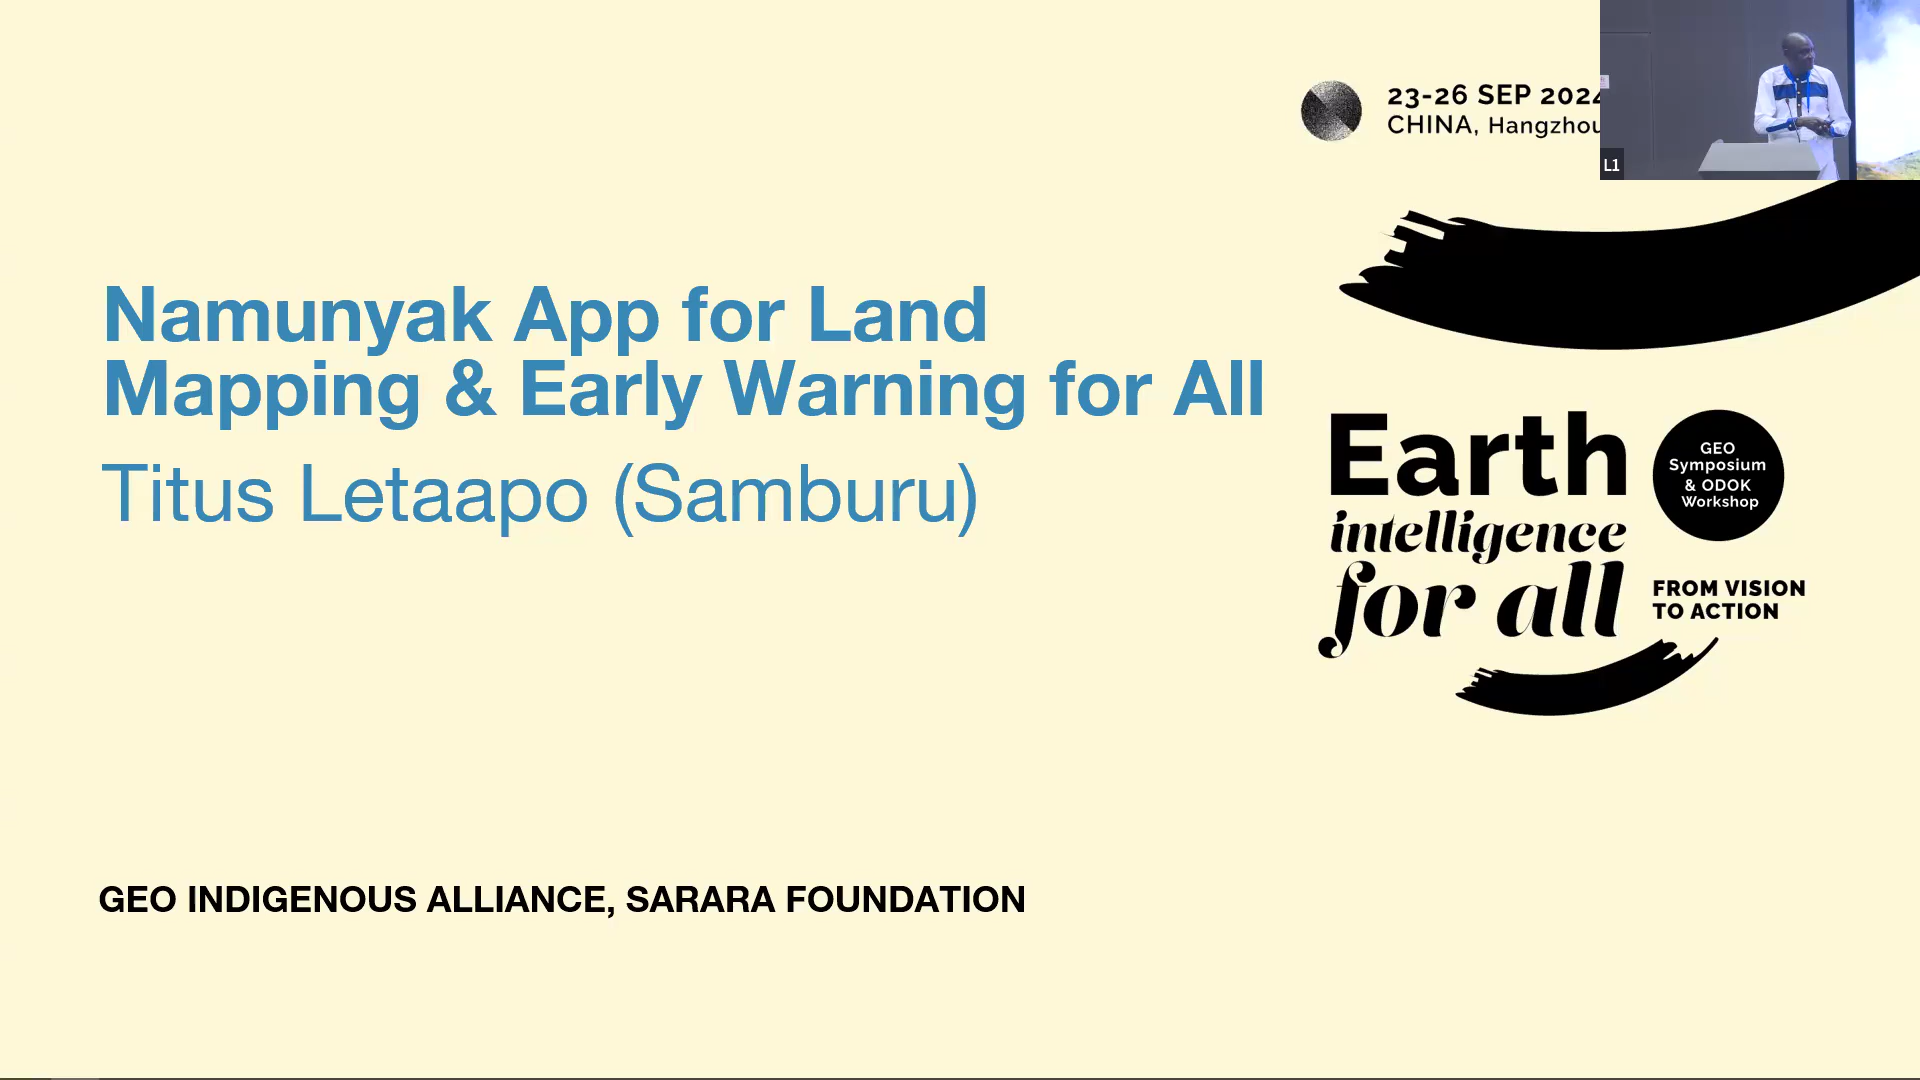 23-26 SEP 2024
CHINA, Hangzhou
L1
Namunyak App for Land
Mapping & Early Warning for All
Titus Letaapo (Samburu)
Earth
intelligence
for all
GEO
Symposium
& ODOK
Workshop
FROM VISION
TO ACTION
GEO INDIGENOUS ALLIANCE, SARARA FOUNDATION